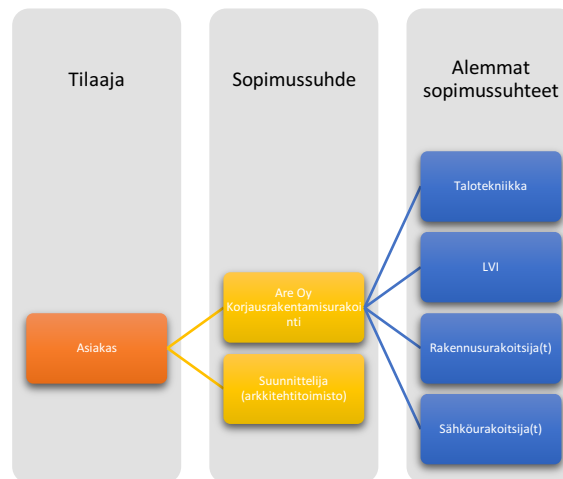 Tilaaja
Sopimussuhde
Alemmat
sopimussuhteet
Asiakas
Are Oy
Korjausrakentamisurakoi
nti
Suunnittelija
(arkkitehtitoimisto)
Talotekniikka
LVI
Rakennusurakoitsija(t)
Sähköurakoitsija(t)